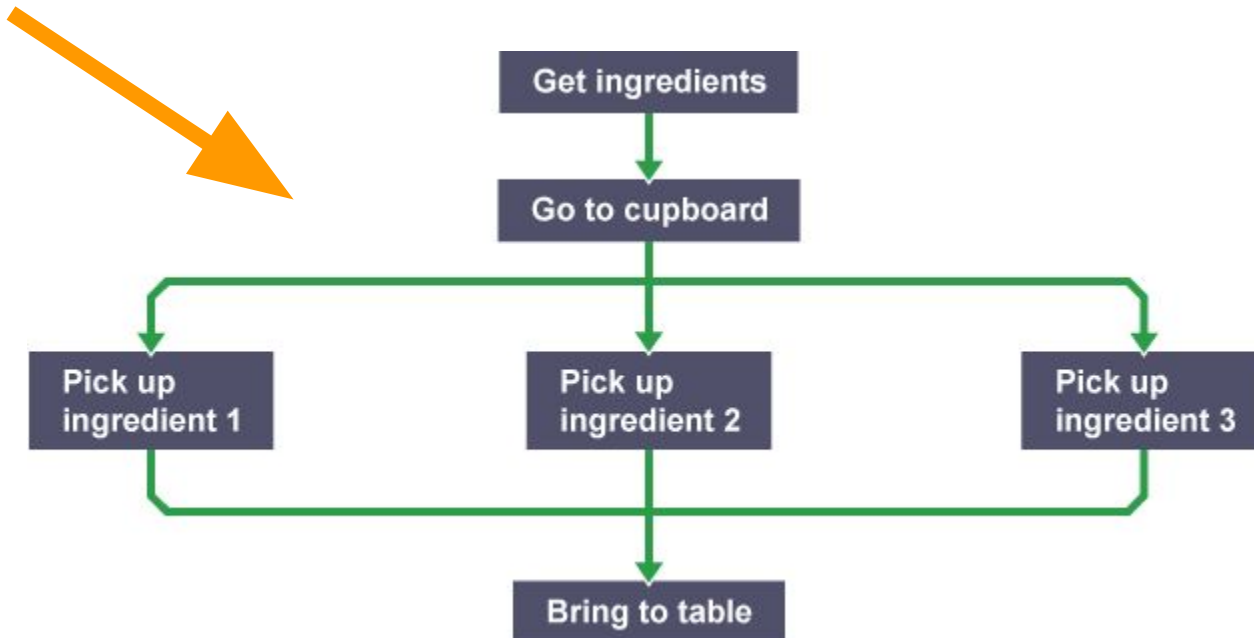 Get ingredients
Go to cupboard
Pick up
ingredient 1
Pick up
ingredient 2
Pick up
ingredient 3
Bring to table